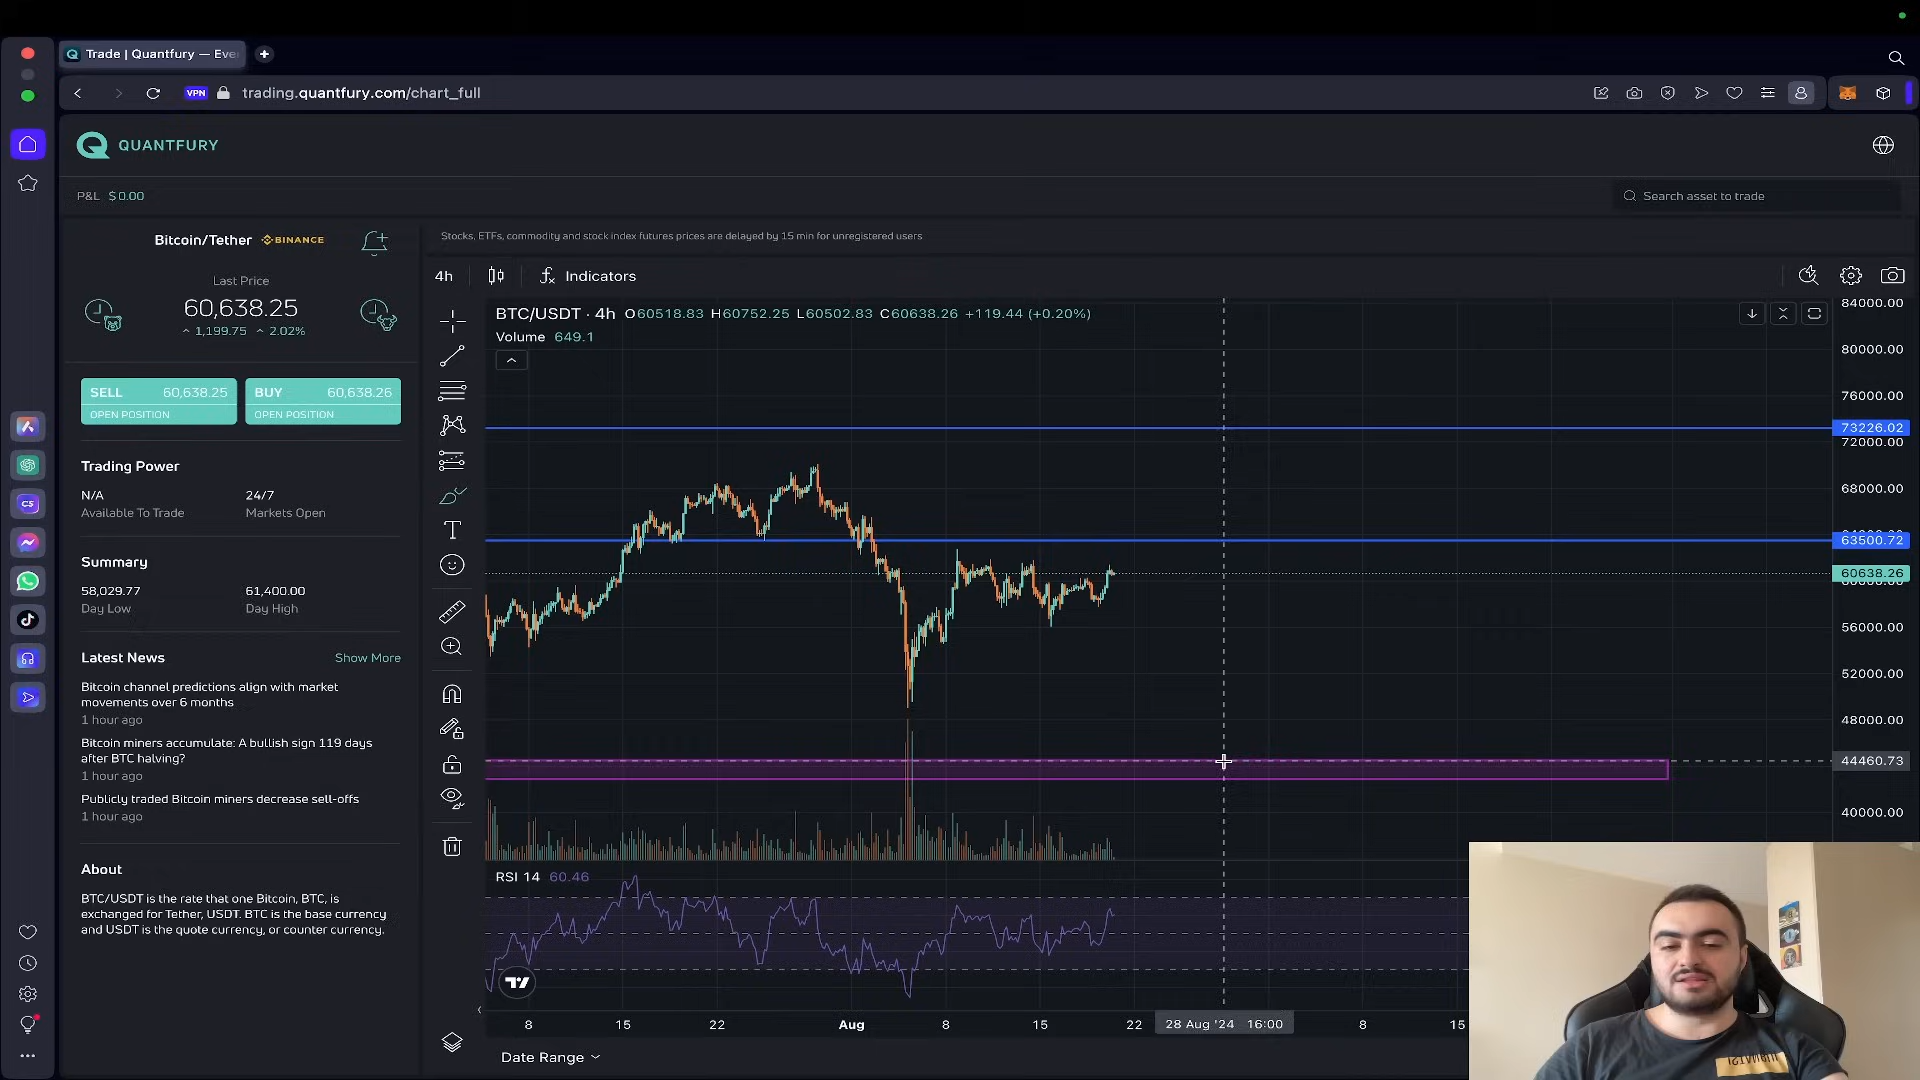 Trade | Quantfury — Eve
VPN
trading.quantfury.com/chart_full
QUANTFURY
P&L $0.00
Search asset to trade
Bitcoin/Tether BINANCE
Last Price
60,638.25
1,199.75 2.02%
SELL 60,638.25
OPEN POSITION
BUY 60,638.26
OPEN POSITION
Trading Power
N/A
Available To Trade
24/7
Markets Open
Summary
58,029.77
Day Low
61,400.00
Day High
Latest News
Show More
Bitcoin channel predictions align with market
movements over 6 months
1 hour ago
Bitcoin miners accumulate: A bullish sign 119 days
after BTC halving?
1 hour ago
Publicly traded Bitcoin miners decrease sell-offs
1 hour ago
About
BTC/USDT is the rate that one Bitcoin, BTC, is
exchanged for Tether, USDT. BTC is the base currency
and USDT is the quote currency, or counter currency.
Stocks, ETFs, commodity and stock index futures prices are delayed by 15 min for unregistered users
4h
Indicators
BTC/USDT · 4h O60518.83 H60752.25 L60502.83 C60638.26 +119.44 (+0.20%)
Volume 649.1
84000.00
80000.00
76000.00
73226.02
72000.00
68000.00
63500.72
60638.26
56000.00
52000.00
48000.00
44460.73
40000.00
RSI 14 60.46
8
15
22
Aug
8
15
22
28 Aug '24 16:00
8
15
Date Range
CS